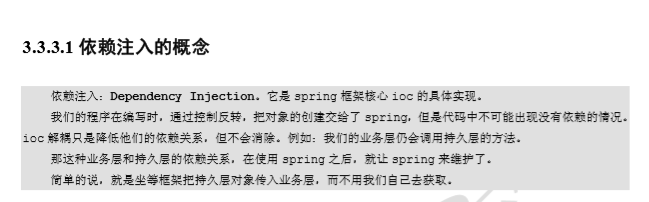 3.3.3.1 依赖注入的概念
依赖注入：Dependency Injection。它是 spring 框架核心 ioc 的具体实现。
我们的程序在编写时，通过控制反转，把对象的创建交给了 spring，但是代码中不可能出现没有依赖的情况。
ioc 解耦只是降低他们的依赖关系，但不会消除。例如：我们的业务层仍会调用持久层的方法。
那这种业务层和持久层的依赖关系，在使用 spring 之后，就让 spring 来维护了。
简单的说，就是坐等框架把持久层对象传入业务层，而不用我们自己去获取。